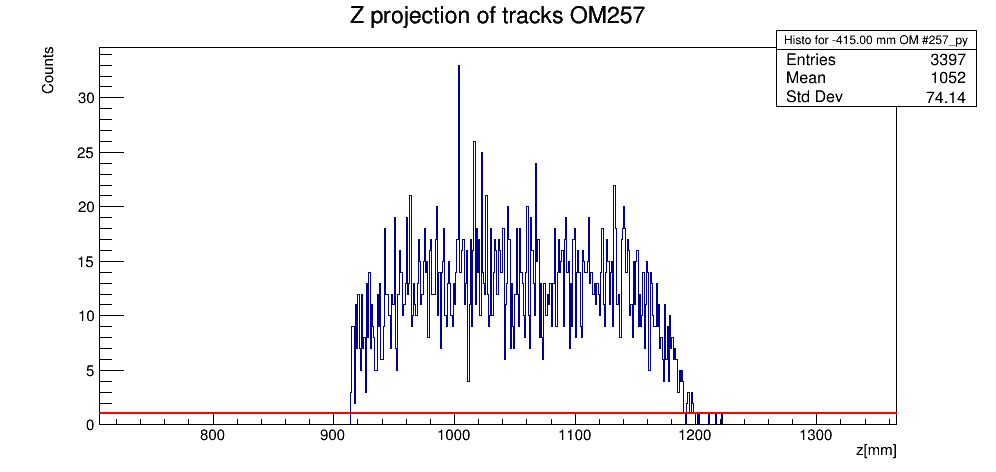 Z projection of tracks OM257
Histo for -415.00 mm OM #257_py
Entries 3397
Mean 1052
Std Dev 74.14
Counts
30
25
20
15
10
5
0
800 900 1000 1100 1200 1300
z[mm]